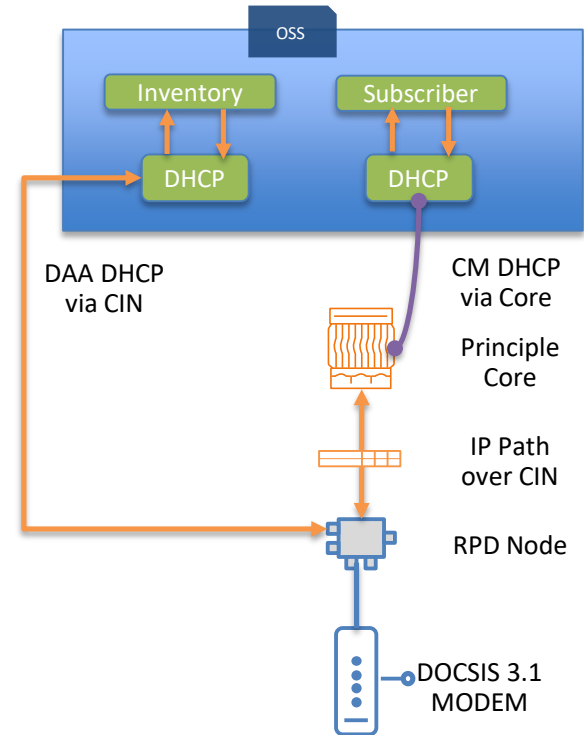 OSS
Inventory
Subscriber
DHCP
DHCP
DAA DHCP
via CIN
CM DHCP
via Core
Principle
Core
IP Path
over CIN
RPD Node
DOCSIS 3.1
MODEM